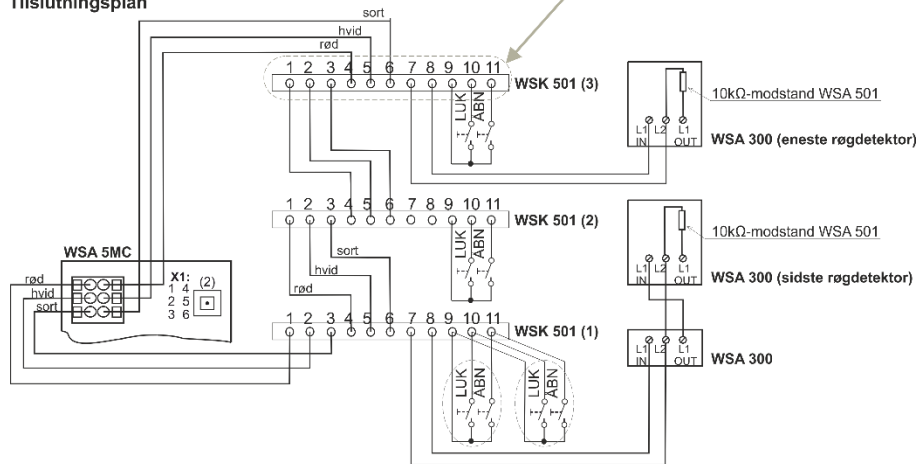 Tilslutningsplan
sort
hvid
rød
1 2 3 4 5 6 7 8 9 10 11
WSK 501 (3)
LUK
ABN
10kΩ-modstand WSA 501
L1 L2 L1
IN OUT
WSA 300 (eneste røgdetektor)
1 2 3 4 5 6 7 8 9 10 11
WSK 501 (2)
LUK
ABN
sort
hvid
rød
10kΩ-modstand WSA 501
L1 L2 L1
IN OUT
WSA 300 (sidste røgdetektor)
WSA 5MC
rød
hvid
sort
X1:
1 4 (2)
2 5
3 6
1 2 3 4 5 6 7 8 9 10 11
WSK 501 (1)
LUK
ABN
LUK
ABN
L1 L2 L1
IN OUT
WSA 300